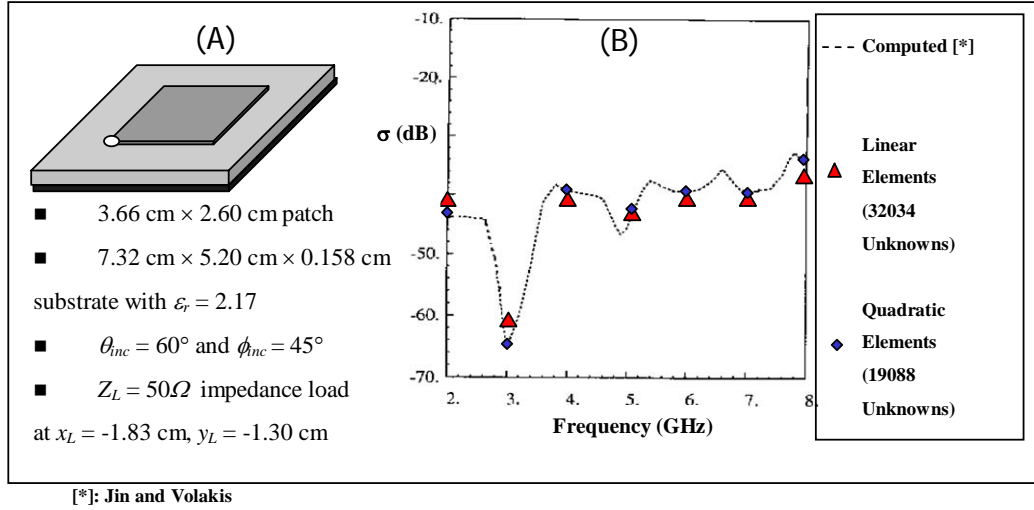 (A)
■ 3.66 cm × 2.60 cm patch
■ 7.32 cm × 5.20 cm × 0.158 cm
substrate with εr = 2.17
■ θinc = 60° and ϕinc = 45°
■ ZL = 50Ω impedance load
at xL = -1.83 cm, yL = -1.30 cm
(B)
σ (dB)
-10.
-20.
-50.
-60.
-70.
2. 3. 4. 5. 6. 7. 8.
Frequency (GHz)
Computed [*]
Linear
Elements
(32034
Unknowns)
Quadratic
Elements
(19088
Unknowns)
[*]: Jin and Volakis